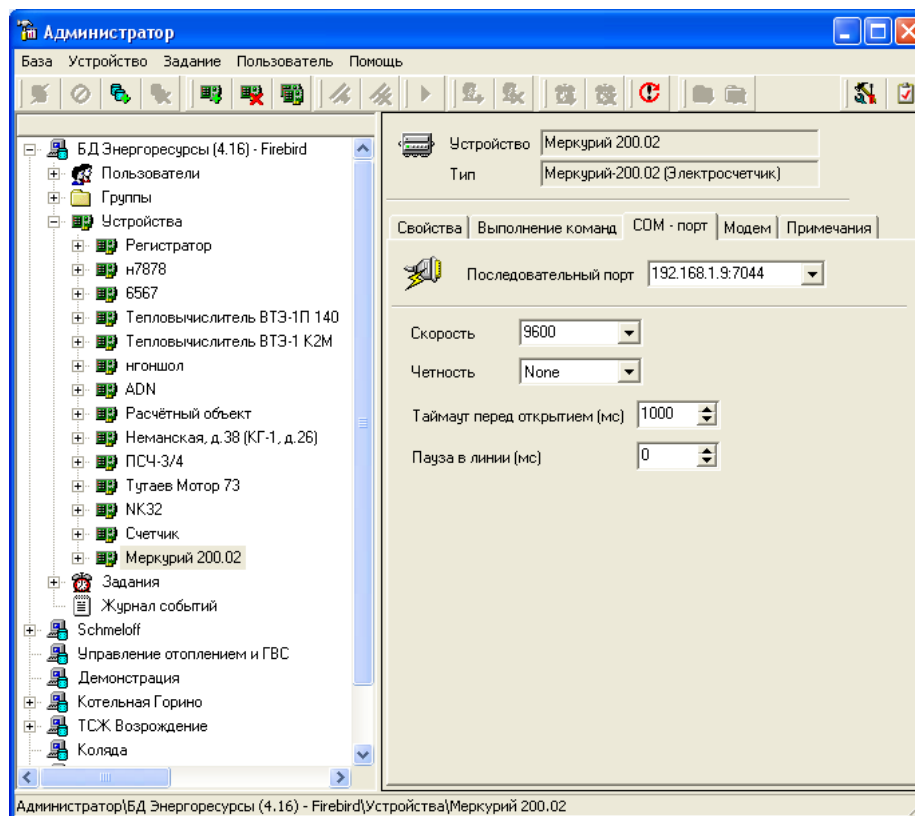 Администратор
База Устройство Задание Пользователь Помощь
БД Энергоресурсы (4.16) - Firebird
Пользователи
Группы
Устройства
Регистратор
н7878
6567
Тепловычислитель ВТЭ-1П 140
Тепловычислитель ВТЭ-1 К2М
нгоншол
ADN
Расчётный объект
Неманская, д.38 (КГ-1, д.26)
ПСЧ-3/4
Тутаев Мотор 73
NK32
Счетчик
Меркурий 200.02
Задания
Журнал событий
Schmeloff
Управление отоплением и ГВС
Демонстрация
Котельная Горино
ТСЖ Возрождение
Коляда
Устройство Меркурий 200.02
Тип Меркурий-200.02 (Электросчетчик)
Свойства Выполнение команд COM - порт Модем Примечания
Последовательный порт 192.168.1.9:7044
Скорость 9600
Четность None
Таймаут перед открытием (мс) 1000
Пауза в линии (мс) 0
Администратор\БД Энергоресурсы (4.16) - Firebird\Устройства\Меркурий 200.02